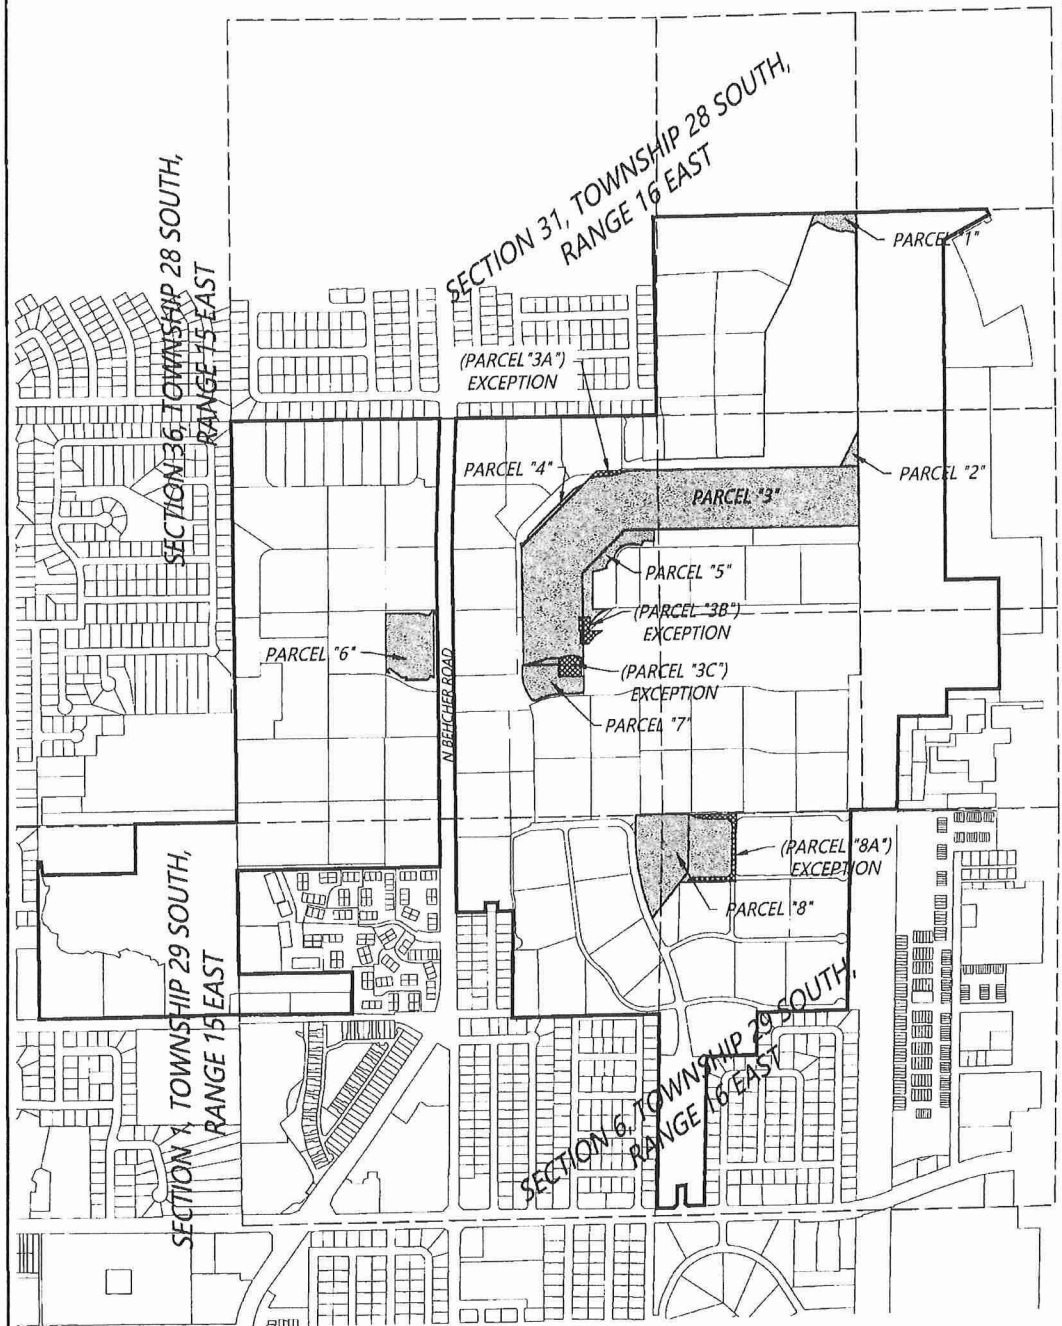 SECTION 31, TOWNSHIP 28 SOUTH,
RANGE 16 EAST
SECTION 36, TOWNSHIP 28 SOUTH,
RANGE 15 EAST
PARCEL "1"
(PARCEL "3A")
EXCEPTION
PARCEL "4"
PARCEL "3"
PARCEL "2"
PARCEL "5"
(PARCEL "3B")
EXCEPTION
PARCEL "6"
(PARCEL "3C")
EXCEPTION
PARCEL "7"
N BEHCHER ROAD
(PARCEL "8A")
EXCEPTION
PARCEL "8"
SECTION 1, TOWNSHIP 29 SOUTH,
RANGE 15 EAST
SECTION 6, TOWNSHIP 29 SOUTH,
RANGE 16 EAST